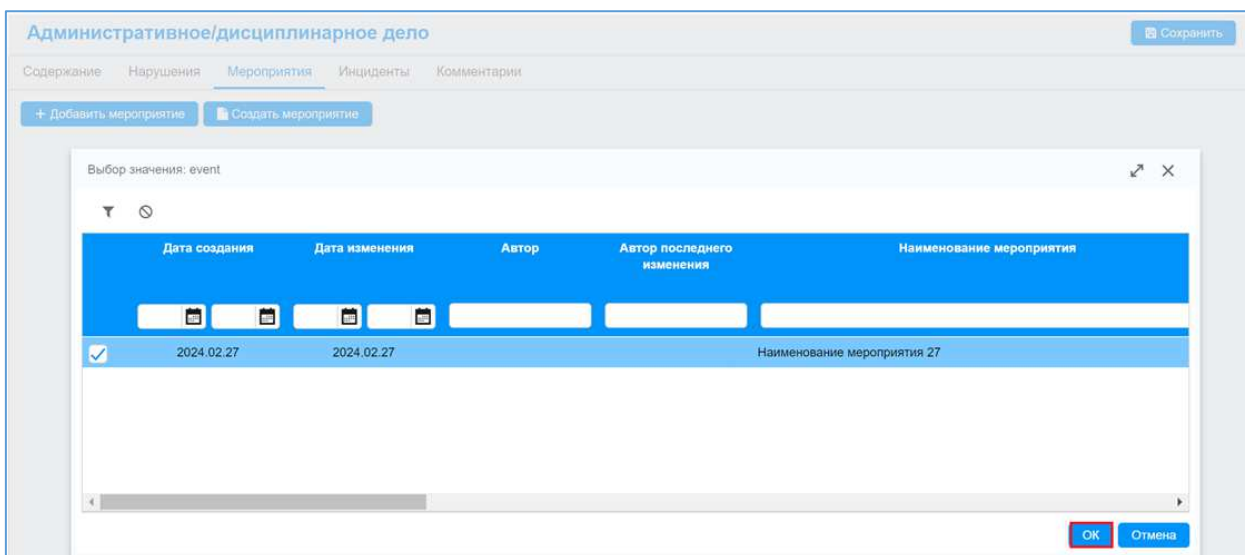 Административное/дисциплинарное дело
Сохранить
Содержание Нарушения Мероприятия Инциденты Комментарии
+ Добавить мероприятие Создать мероприятие
Выбор значения: event
Дата создания Дата изменения Автор Автор последнего изменения Наименование мероприятия
2024.02.27 2024.02.27 Наименование мероприятия 27
ОК Отмена